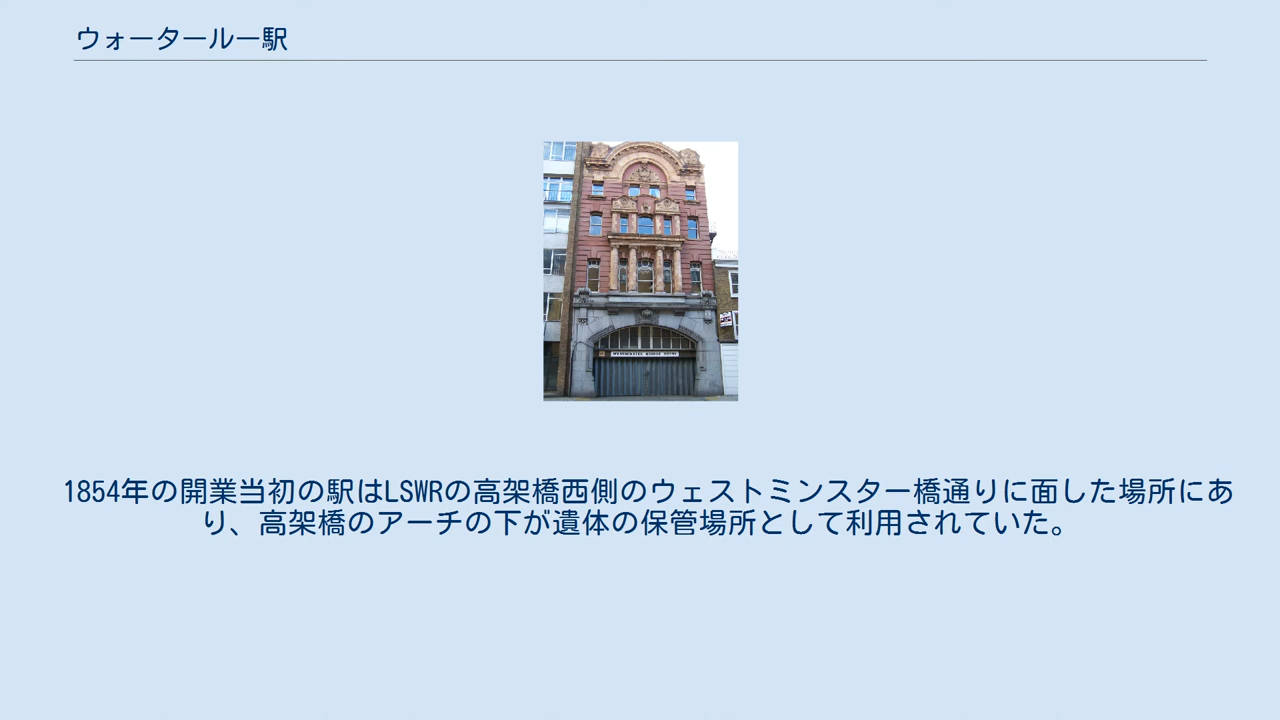 ウォータールー駅
WESTMINSTER BRIDGE HOUSE
1854年の開業当初の駅はLSWRの高架橋西側のウェストミンスター橋通りに面した場所にあ
り、高架橋のアーチの下が遺体の保管場所として利用されていた。